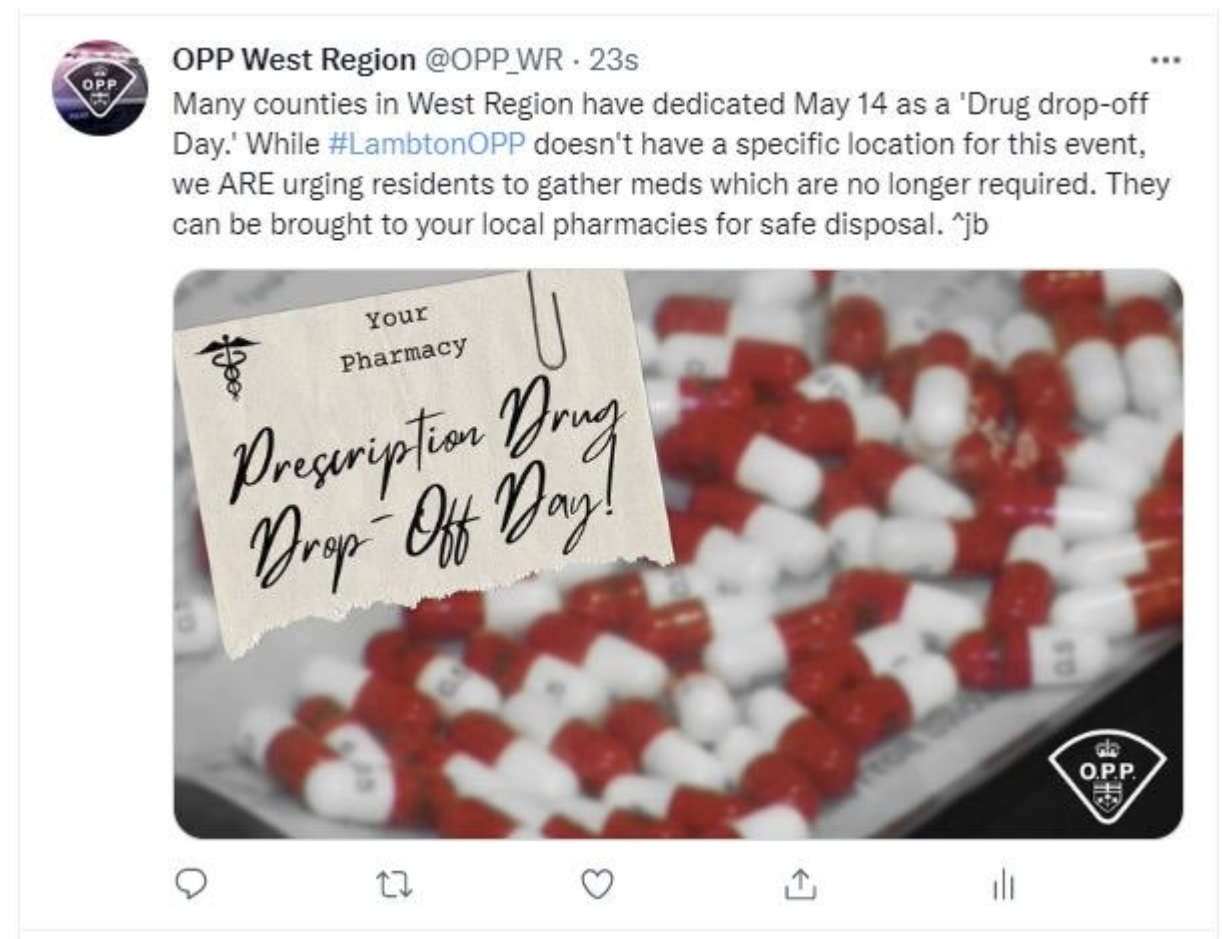 OPP West Region @OPP_WR · 23s
Many counties in West Region have dedicated May 14 as a 'Drug drop-off
Day.' While #LambtonOPP doesn't have a specific location for this event,
we ARE urging residents to gather meds which are no longer required. They
can be brought to your local pharmacies for safe disposal. ^jb
Your
Pharmacy
Prescription Drug
Drop-Off Day!
O.P.P.